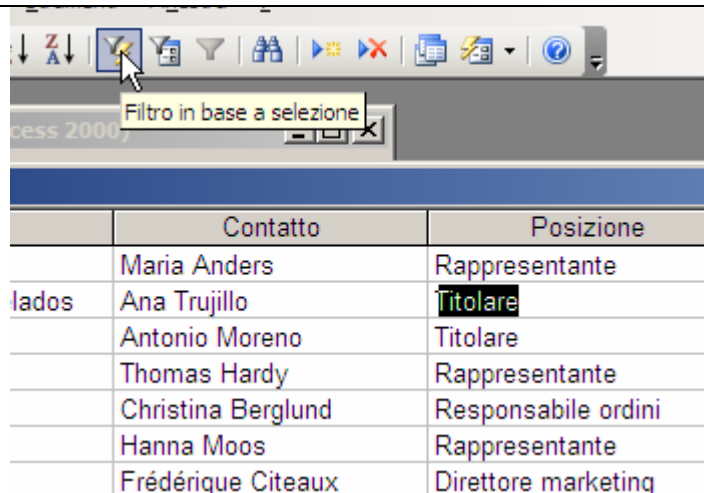 Filtro in base a selezione
cess 2000)
Contatto Posizione
Maria Anders Rappresentante
lados Ana Trujillo Titolare
Antonio Moreno Titolare
Thomas Hardy Rappresentante
Christina Berglund Responsabile ordini
Hanna Moos Rappresentante
Frédérique Citeaux Direttore marketing